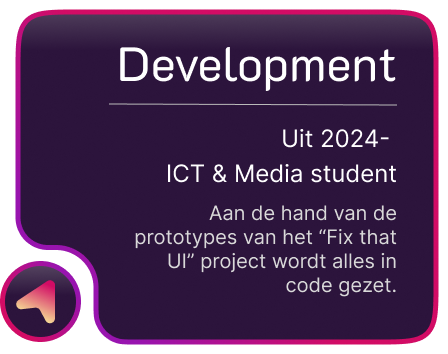 Development
Uit 2024-
ICT & Media student
Aan de hand van de
prototypes van het “Fix that
UI” project wordt alles in
code gezet.